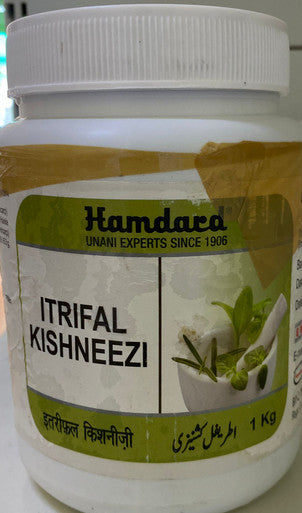 Hamdard
UNANI EXPERTS SINCE 1906
ITRIFAL
KISHNEEZI
इतरीफ़ल किशनीज़ी
اطریفل کشنیزی
1 Kg